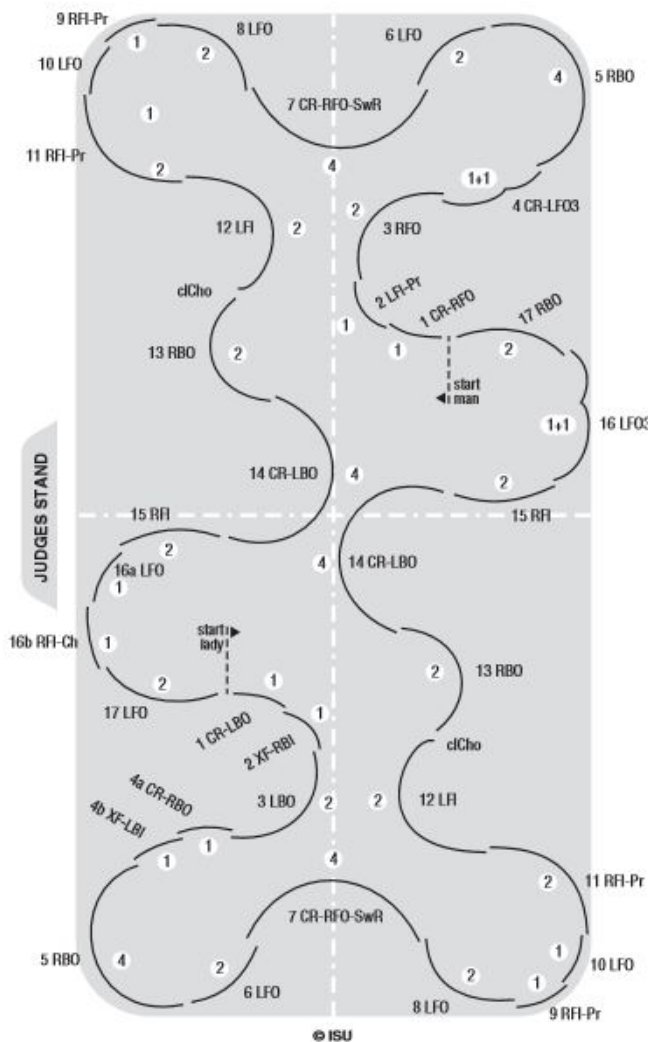 9 RFI-Pr
8 LFO
6 LFO
10 LFO
1
2
2
5 RBO
4
7 CR-RFO-SwR
1
11 RFI-Pr
2
4
1+1
4 CR-LFO3
12 LFI
2
2
3 RFO
clCho
2 LFI-Pr
1 CR-RFO
17 RBO
1
1
2
13 RBO
2
start
man
16 LFO3
1+1
JUDGES STAND
14 CR-LBO
4
2
15 RFI
15 RFI
2
16a LFO
1
4
14 CR-LBO
16b RFI-Ch
1
start
lady
2
17 LFO
1
1
1 CR-LBO
2 XF-RBI
2
13 RBO
clCho
4a CR-RBO
4b XF-LBI
3 LBO
2
2
12 LFI
1
1
4
2
11 RFI-Pr
7 CR-RFO-SwR
5 RBO
4
2
6 LFO
8 LFO
2
1
1
10 LFO
9 RFI-Pr
© ISU